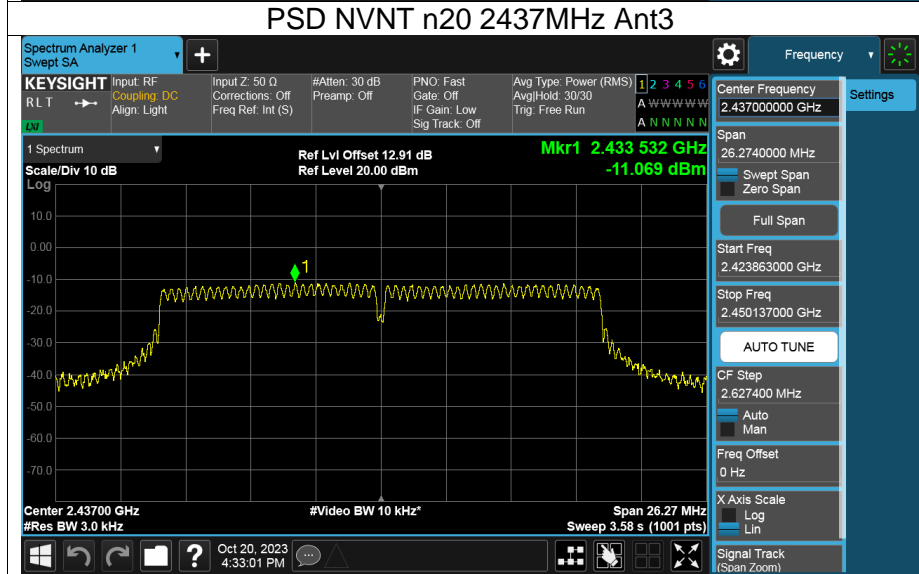 PSD NVNT n20 2437MHz Ant3
Spectrum Analyzer 1
Swept SA
+
Frequency
KEYSIGHT
R L T
LXI
Input: RF
Coupling: DC
Align: Light
Input Z: 50 Ω
Corrections: Off
Freq Ref: Int (S)
#Atten: 30 dB
Preamp: Off
PNO: Fast
Gate: Off
IF Gain: Low
Sig Track: Off
Avg Type: Power (RMS)
Avg|Hold: 30/30
Trig: Free Run
1 2 3 4 5 6
A W W W W W
A N N N N N
1 Spectrum
Scale/Div 10 dB
Log
Ref Lvl Offset 12.91 dB
Ref Level 20.00 dBm
Mkr1 2.433 532 GHz
-11.069 dBm
10.0
0.00
-10.0
-20.0
-30.0
-40.0
-50.0
-60.0
-70.0
1
Center 2.43700 GHz
#Res BW 3.0 kHz
#Video BW 10 kHz*
Span 26.27 MHz
Sweep 3.58 s (1001 pts)
Center Frequency
2.437000000 GHz
Settings
Span
26.2740000 MHz
Swept Span
Zero Span
Full Span
Start Freq
2.423863000 GHz
Stop Freq
2.450137000 GHz
AUTO TUNE
CF Step
2.627400 MHz
Auto
Man
Freq Offset
0 Hz
X Axis Scale
Log
Lin
Signal Track
(Span Zoom)
?
Oct 20, 2023
4:33:01 PM